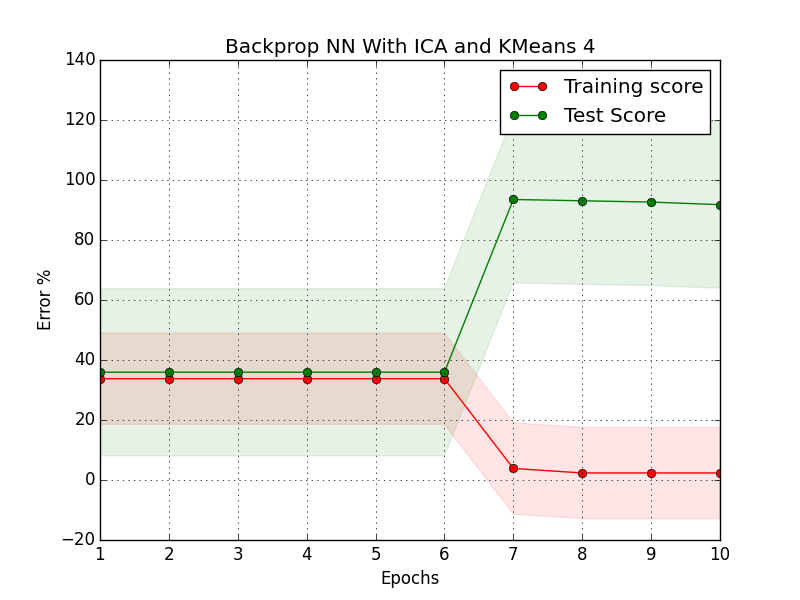 Backprop NN With ICA and KMeans 4
Training score
Test Score
140
120
100
80
60
40
20
0
−20
Error %
1 2 3 4 5 6 7 8 9 10
Epochs